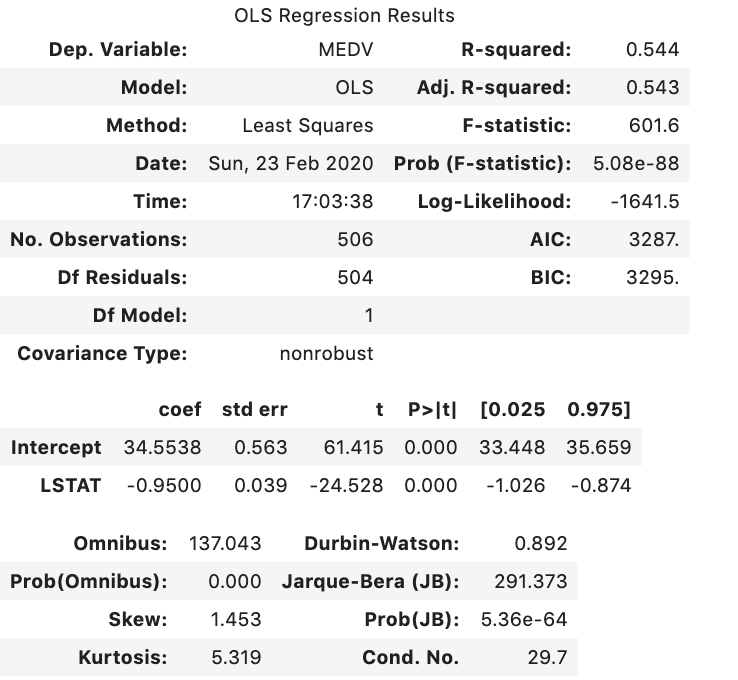 OLS Regression Results
Dep. Variable: MEDV R-squared: 0.544
Model: OLS Adj. R-squared: 0.543
Method: Least Squares F-statistic: 601.6
Date: Sun, 23 Feb 2020 Prob (F-statistic): 5.08e-88
Time: 17:03:38 Log-Likelihood: -1641.5
No. Observations: 506 AIC: 3287.
Df Residuals: 504 BIC: 3295.
Df Model: 1
Covariance Type: nonrobust
coef std err t P>|t| [0.025 0.975]
Intercept 34.5538 0.563 61.415 0.000 33.448 35.659
LSTAT -0.9500 0.039 -24.528 0.000 -1.026 -0.874
Omnibus: 137.043 Durbin-Watson: 0.892
Prob(Omnibus): 0.000 Jarque-Bera (JB): 291.373
Skew: 1.453 Prob(JB): 5.36e-64
Kurtosis: 5.319 Cond. No. 29.7